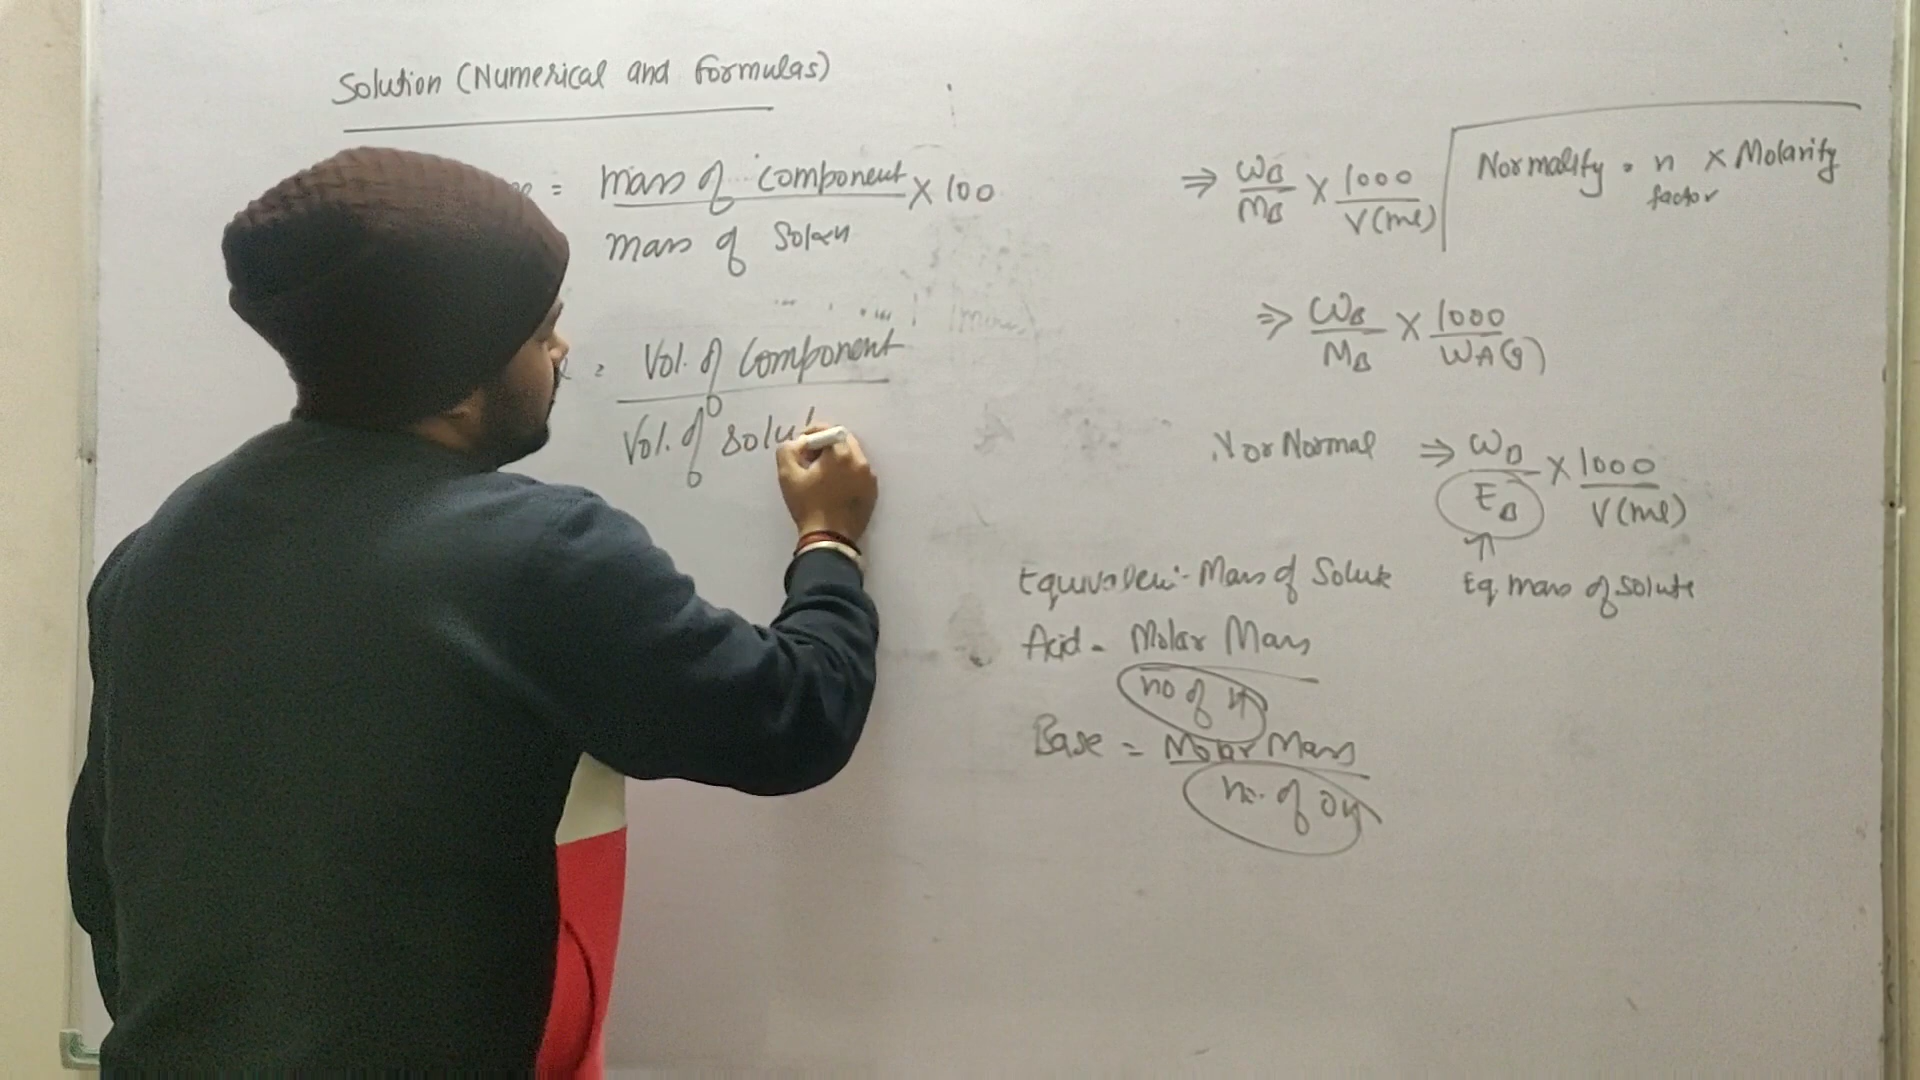 Solution (Numerical and Formulas)
= mass of component × 100
mass of Solen
= Vol. of Component
Vol. of solut
⇒ WB/MB × 1000/V(ml)
Normality = n × Molarity
factor
⇒ WB/MB × 1000/WA(g)
N or Normal ⇒ WB/EB × 1000/V(ml)
Eq. mass of solute
Equivalent Mass of Solute
Acid = Molar Mass
no of H
Base = Molar Mass
no. of OH